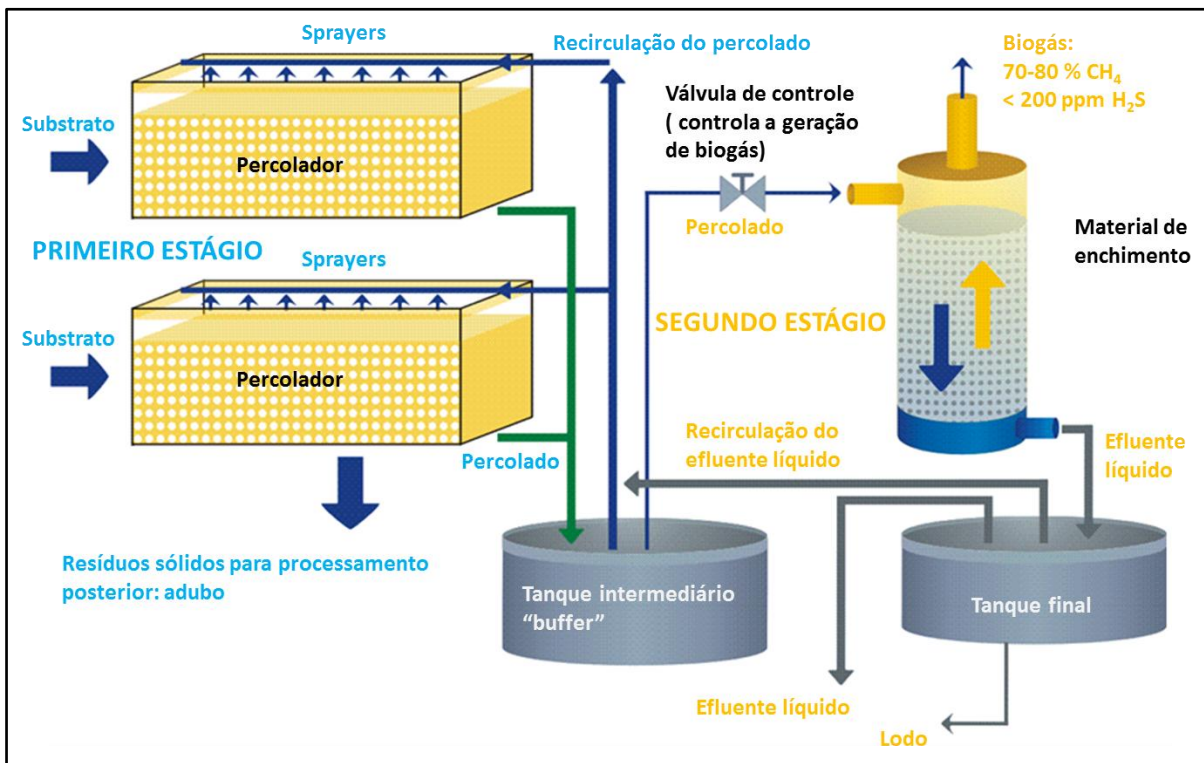 Sprayers
Recirculação do percolado
Biogás:
70-80 % CH₄
< 200 ppm H₂S
Válvula de controle
( controla a geração
de biogás)
Substrato
Percolador
Percolado
Material de
enchimento
PRIMEIRO ESTÁGIO
Sprayers
SEGUNDO ESTÁGIO
Substrato
Percolador
Percolado
Recirculação do
efluente líquido
Efluente
líquido
Resíduos sólidos para processamento
posterior: adubo
Tanque intermediário
“buffer”
Tanque final
Efluente líquido
Lodo